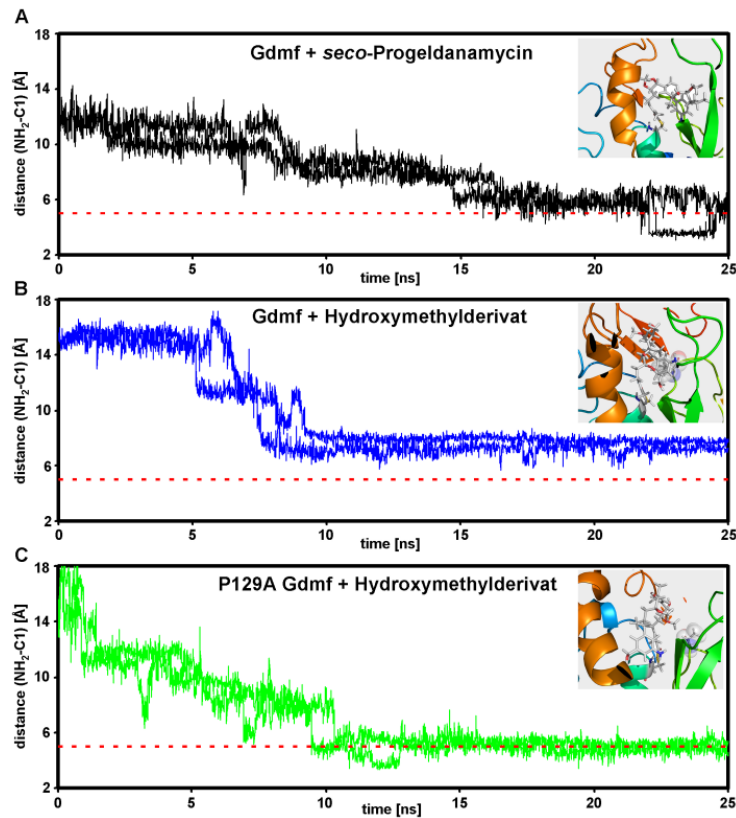 A
Gdmf + seco-Progeldanamycin
distance (NH2-C1) [Å]
18
14
10
6
2
0 5 10 15 20 25
time [ns]
B
Gdmf + Hydroxymethylderivat
distance (NH2-C1) [Å]
18
14
10
6
2
0 5 10 15 20 25
time [ns]
C
P129A Gdmf + Hydroxymethylderivat
distance (NH2-C1) [Å]
18
14
10
6
2
0 5 10 15 20 25
time [ns]